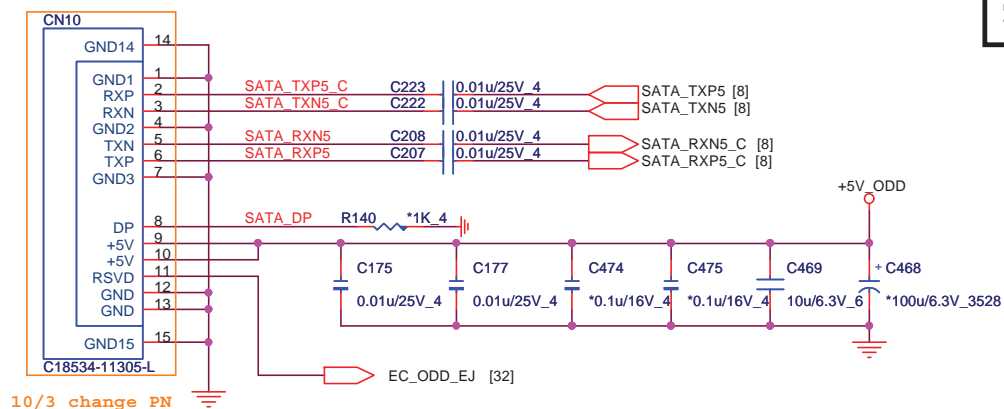 CN10
GND14 14
GND1 1
RXP 2 SATA_TXP5_C C223 0.01u/25V_4 SATA_TXP5 [8]
RXN 3 SATA_TXN5_C C222 0.01u/25V_4 SATA_TXN5 [8]
GND2 4
TXN 5 SATA_RXN5 C208 0.01u/25V_4 SATA_RXN5_C [8]
TXP 6 SATA_RXP5 C207 0.01u/25V_4 SATA_RXP5_C [8]
GND3 7
+5V_ODD
DP 8 SATA_DP R140 *1K_4
+5V 9
+5V 10
RSVD 11
GND 12
GND 13
C175 C177 C474 C475 C469 + C468
0.01u/25V_4 0.01u/25V_4 *0.1u/16V_4 *0.1u/16V_4 10u/6.3V_6 *100u/6.3V_3528
GND15 15
C18534-11305-L
EC_ODD_EJ [32]
10/3 change PN